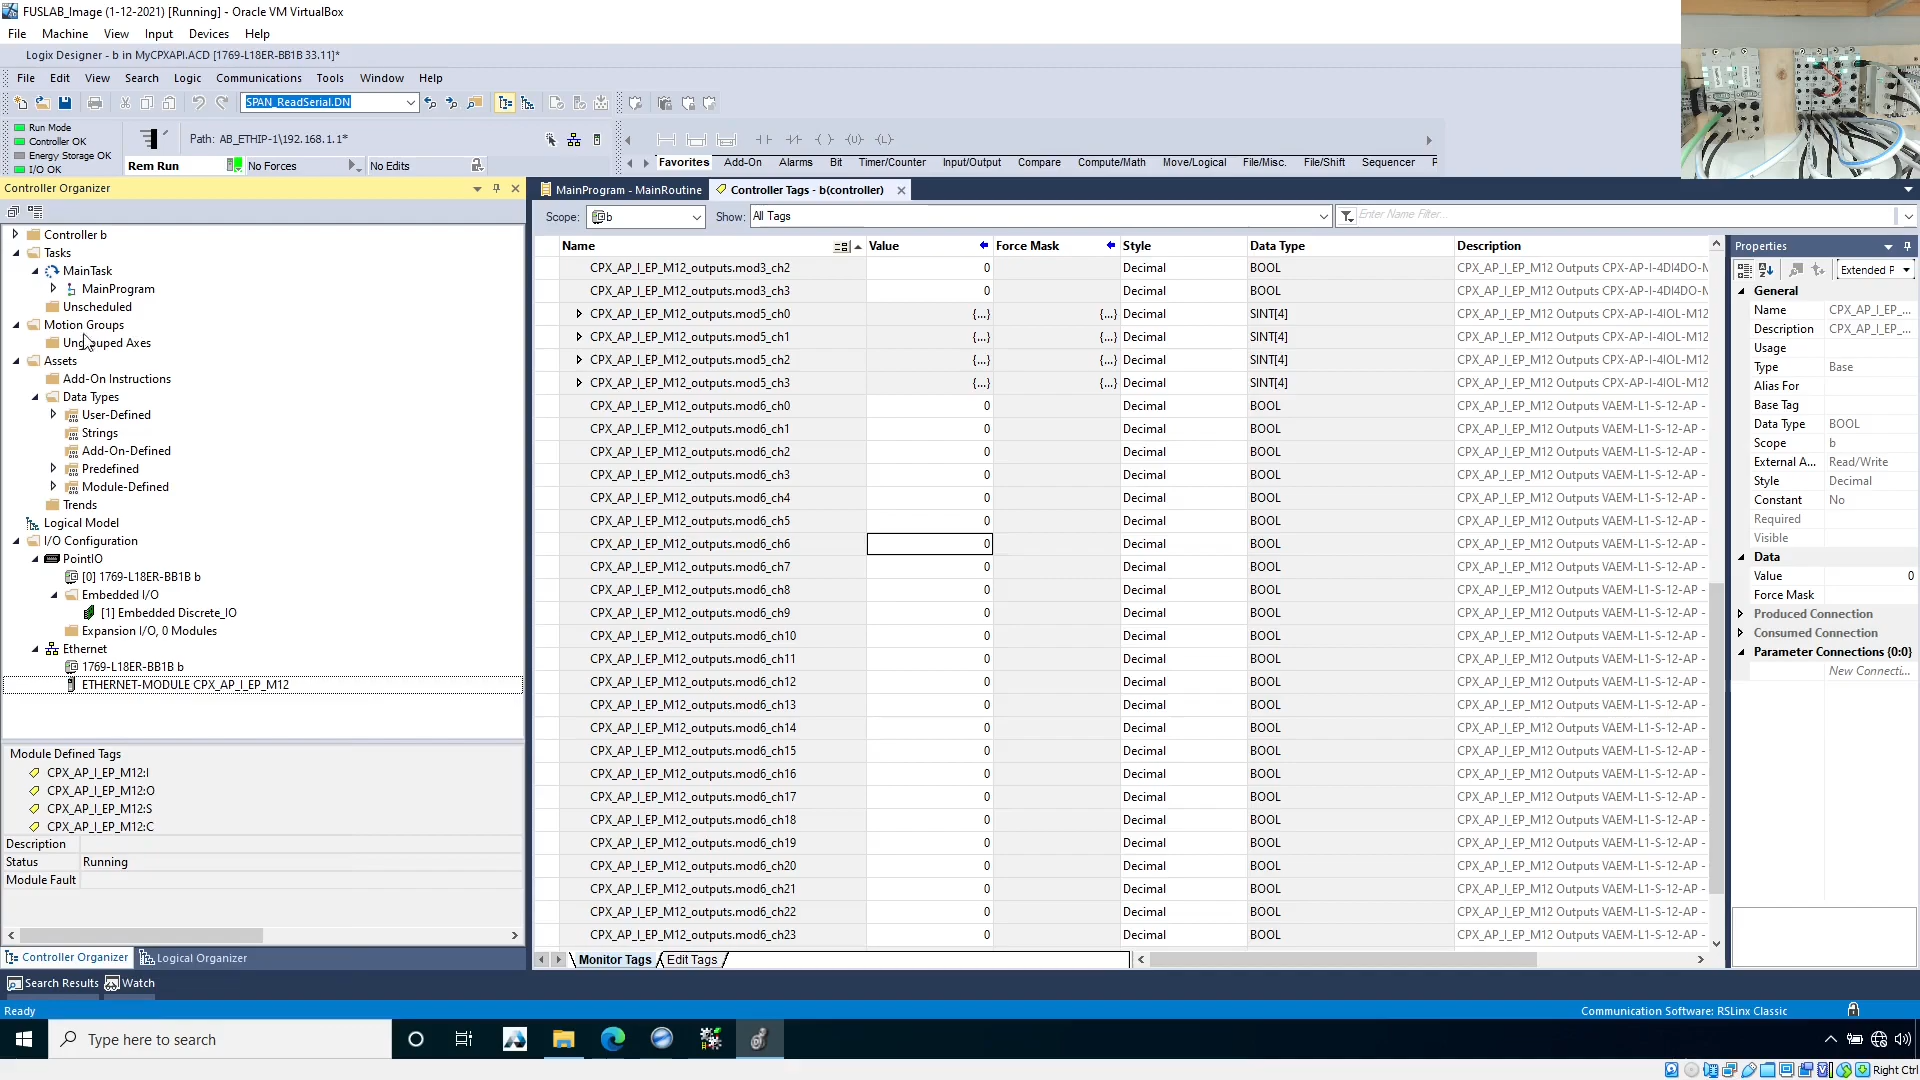 FUSLAB_Image (1-12-2021) [Running] - Oracle VM VirtualBox
File Machine View Input Devices Help
Logix Designer - b in MyCPXAPI.ACD [1769-L18ER-BB1B 33.11]*
File Edit View Search Logic Communications Tools Window Help
SPAN_ReadSerial.DN
Run Mode
Controller OK
Energy Storage OK
I/O OK
Path: AB_ETHIP-1\192.168.1.1*
Rem Run No Forces No Edits
Favorites Add-On Alarms Bit Timer/Counter Input/Output Compare Compute/Math Move/Logical File/Misc. File/Shift Sequencer
Controller Organizer
Controller b
Tasks
MainTask
MainProgram
Unscheduled
Motion Groups
Ungrouped Axes
Assets
Add-On Instructions
Data Types
User-Defined
Strings
Add-On-Defined
Predefined
Module-Defined
Trends
Logical Model
I/O Configuration
PointIO
[0] 1769-L18ER-BB1B b
Embedded I/O
[1] Embedded Discrete_IO
Expansion I/O, 0 Modules
Ethernet
1769-L18ER-BB1B b
ETHERNET-MODULE CPX_AP_I_EP_M12
Module Defined Tags
CPX_AP_I_EP_M12:I
CPX_AP_I_EP_M12:O
CPX_AP_I_EP_M12:S
CPX_AP_I_EP_M12:C
Description
Status Running
Module Fault
Controller Organizer Logical Organizer
MainProgram - MainRoutine Controller Tags - b(controller)
Scope: b Show: All Tags Enter Name Filter...
Name Value Force Mask Style Data Type Description
CPX_AP_I_EP_M12_outputs.mod3_ch2 0 Decimal BOOL CPX_AP_I_EP_M12 Outputs CPX-AP-I-4DI4DO-M
CPX_AP_I_EP_M12_outputs.mod3_ch3 0 Decimal BOOL CPX_AP_I_EP_M12 Outputs CPX-AP-I-4DI4DO-M
CPX_AP_I_EP_M12_outputs.mod5_ch0 {...} {...} Decimal SINT[4] CPX_AP_I_EP_M12 Outputs CPX-AP-I-4IOL-M12
CPX_AP_I_EP_M12_outputs.mod5_ch1 {...} {...} Decimal SINT[4] CPX_AP_I_EP_M12 Outputs CPX-AP-I-4IOL-M12
CPX_AP_I_EP_M12_outputs.mod5_ch2 {...} {...} Decimal SINT[4] CPX_AP_I_EP_M12 Outputs CPX-AP-I-4IOL-M12
CPX_AP_I_EP_M12_outputs.mod5_ch3 {...} {...} Decimal SINT[4] CPX_AP_I_EP_M12 Outputs CPX-AP-I-4IOL-M12
CPX_AP_I_EP_M12_outputs.mod6_ch0 0 Decimal BOOL CPX_AP_I_EP_M12 Outputs VAEM-L1-S-12-AP -
CPX_AP_I_EP_M12_outputs.mod6_ch1 0 Decimal BOOL CPX_AP_I_EP_M12 Outputs VAEM-L1-S-12-AP -
CPX_AP_I_EP_M12_outputs.mod6_ch2 0 Decimal BOOL CPX_AP_I_EP_M12 Outputs VAEM-L1-S-12-AP -
CPX_AP_I_EP_M12_outputs.mod6_ch3 0 Decimal BOOL CPX_AP_I_EP_M12 Outputs VAEM-L1-S-12-AP -
CPX_AP_I_EP_M12_outputs.mod6_ch4 0 Decimal BOOL CPX_AP_I_EP_M12 Outputs VAEM-L1-S-12-AP -
CPX_AP_I_EP_M12_outputs.mod6_ch5 0 Decimal BOOL CPX_AP_I_EP_M12 Outputs VAEM-L1-S-12-AP -
CPX_AP_I_EP_M12_outputs.mod6_ch6 0 Decimal BOOL CPX_AP_I_EP_M12 Outputs VAEM-L1-S-12-AP -
CPX_AP_I_EP_M12_outputs.mod6_ch7 0 Decimal BOOL CPX_AP_I_EP_M12 Outputs VAEM-L1-S-12-AP -
CPX_AP_I_EP_M12_outputs.mod6_ch8 0 Decimal BOOL CPX_AP_I_EP_M12 Outputs VAEM-L1-S-12-AP -
CPX_AP_I_EP_M12_outputs.mod6_ch9 0 Decimal BOOL CPX_AP_I_EP_M12 Outputs VAEM-L1-S-12-AP -
CPX_AP_I_EP_M12_outputs.mod6_ch10 0 Decimal BOOL CPX_AP_I_EP_M12 Outputs VAEM-L1-S-12-AP -
CPX_AP_I_EP_M12_outputs.mod6_ch11 0 Decimal BOOL CPX_AP_I_EP_M12 Outputs VAEM-L1-S-12-AP -
CPX_AP_I_EP_M12_outputs.mod6_ch12 0 Decimal BOOL CPX_AP_I_EP_M12 Outputs VAEM-L1-S-12-AP -
CPX_AP_I_EP_M12_outputs.mod6_ch13 0 Decimal BOOL CPX_AP_I_EP_M12 Outputs VAEM-L1-S-12-AP -
CPX_AP_I_EP_M12_outputs.mod6_ch14 0 Decimal BOOL CPX_AP_I_EP_M12 Outputs VAEM-L1-S-12-AP -
CPX_AP_I_EP_M12_outputs.mod6_ch15 0 Decimal BOOL CPX_AP_I_EP_M12 Outputs VAEM-L1-S-12-AP -
CPX_AP_I_EP_M12_outputs.mod6_ch16 0 Decimal BOOL CPX_AP_I_EP_M12 Outputs VAEM-L1-S-12-AP -
CPX_AP_I_EP_M12_outputs.mod6_ch17 0 Decimal BOOL CPX_AP_I_EP_M12 Outputs VAEM-L1-S-12-AP -
CPX_AP_I_EP_M12_outputs.mod6_ch18 0 Decimal BOOL CPX_AP_I_EP_M12 Outputs VAEM-L1-S-12-AP -
CPX_AP_I_EP_M12_outputs.mod6_ch19 0 Decimal BOOL CPX_AP_I_EP_M12 Outputs VAEM-L1-S-12-AP -
CPX_AP_I_EP_M12_outputs.mod6_ch20 0 Decimal BOOL CPX_AP_I_EP_M12 Outputs VAEM-L1-S-12-AP -
CPX_AP_I_EP_M12_outputs.mod6_ch21 0 Decimal BOOL CPX_AP_I_EP_M12 Outputs VAEM-L1-S-12-AP -
CPX_AP_I_EP_M12_outputs.mod6_ch22 0 Decimal BOOL CPX_AP_I_EP_M12 Outputs VAEM-L1-S-12-AP -
CPX_AP_I_EP_M12_outputs.mod6_ch23 0 Decimal BOOL CPX_AP_I_EP_M12 Outputs VAEM-L1-S-12-AP -
Monitor Tags Edit Tags
Properties
Extended P
General
Name CPX_AP_I_EP_...
Description CPX_AP_I_EP_...
Usage
Type Base
Alias For
Base Tag
Data Type BOOL
Scope b
External A... Read/Write
Style Decimal
Constant No
Required
Visible
Data
Value 0
Force Mask
Produced Connection
Consumed Connection
Parameter Connections {0:0}
New Connecti...
Search Results Watch
Ready Communication Software: RSLinx Classic
Type here to search
Right Ctrl